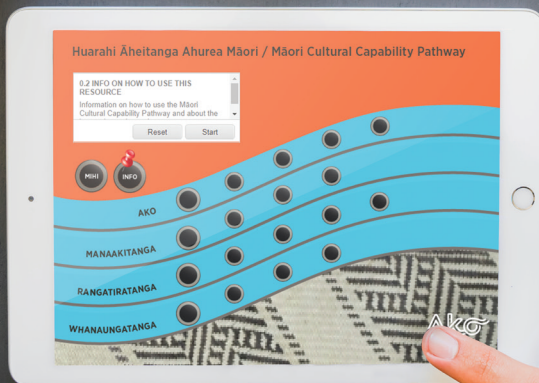 Huarahi Āheitanga Ahurea Māori / Māori Cultural Capability Pathway
0.2 INFO ON HOW TO USE THIS
RESOURCE
Information on how to use the Māori
Cultural Capability Pathway and about the
Reset Start
MIHI INFO
AKO
MANAAKITANGA
RANGATIRATANGA
WHANAUNGATANGA
AKO